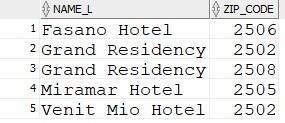 NAME_L ZIP_CODE
1 Fasano Hotel 2506
2 Grand Residency 2502
3 Grand Residency 2508
4 Miramar Hotel 2505
5 Venit Mio Hotel 2502